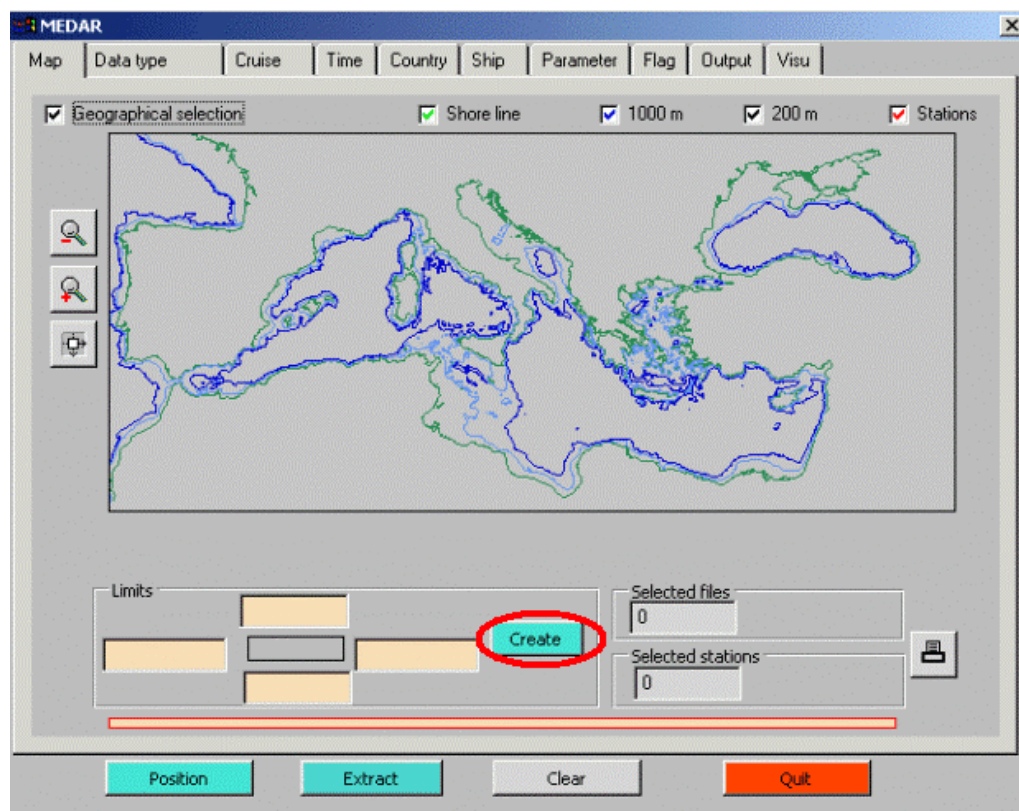 MEDAR
Map Data type Cruise Time Country Ship Parameter Flag Output Visu
Geographical selection Shore line 1000 m 200 m Stations
Limits
Create
Selected files
0
Selected stations
0
Position Extract Clear Quit